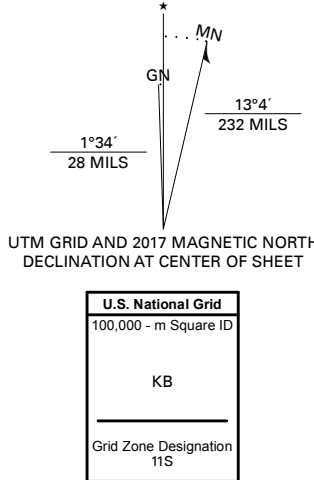 ★
MN
GN
13°4´
232 MILS
1°34´
28 MILS
UTM GRID AND 2017 MAGNETIC NORTH
DECLINATION AT CENTER OF SHEET
U.S. National Grid
100,000 - m Square ID
KB
Grid Zone Designation
11S